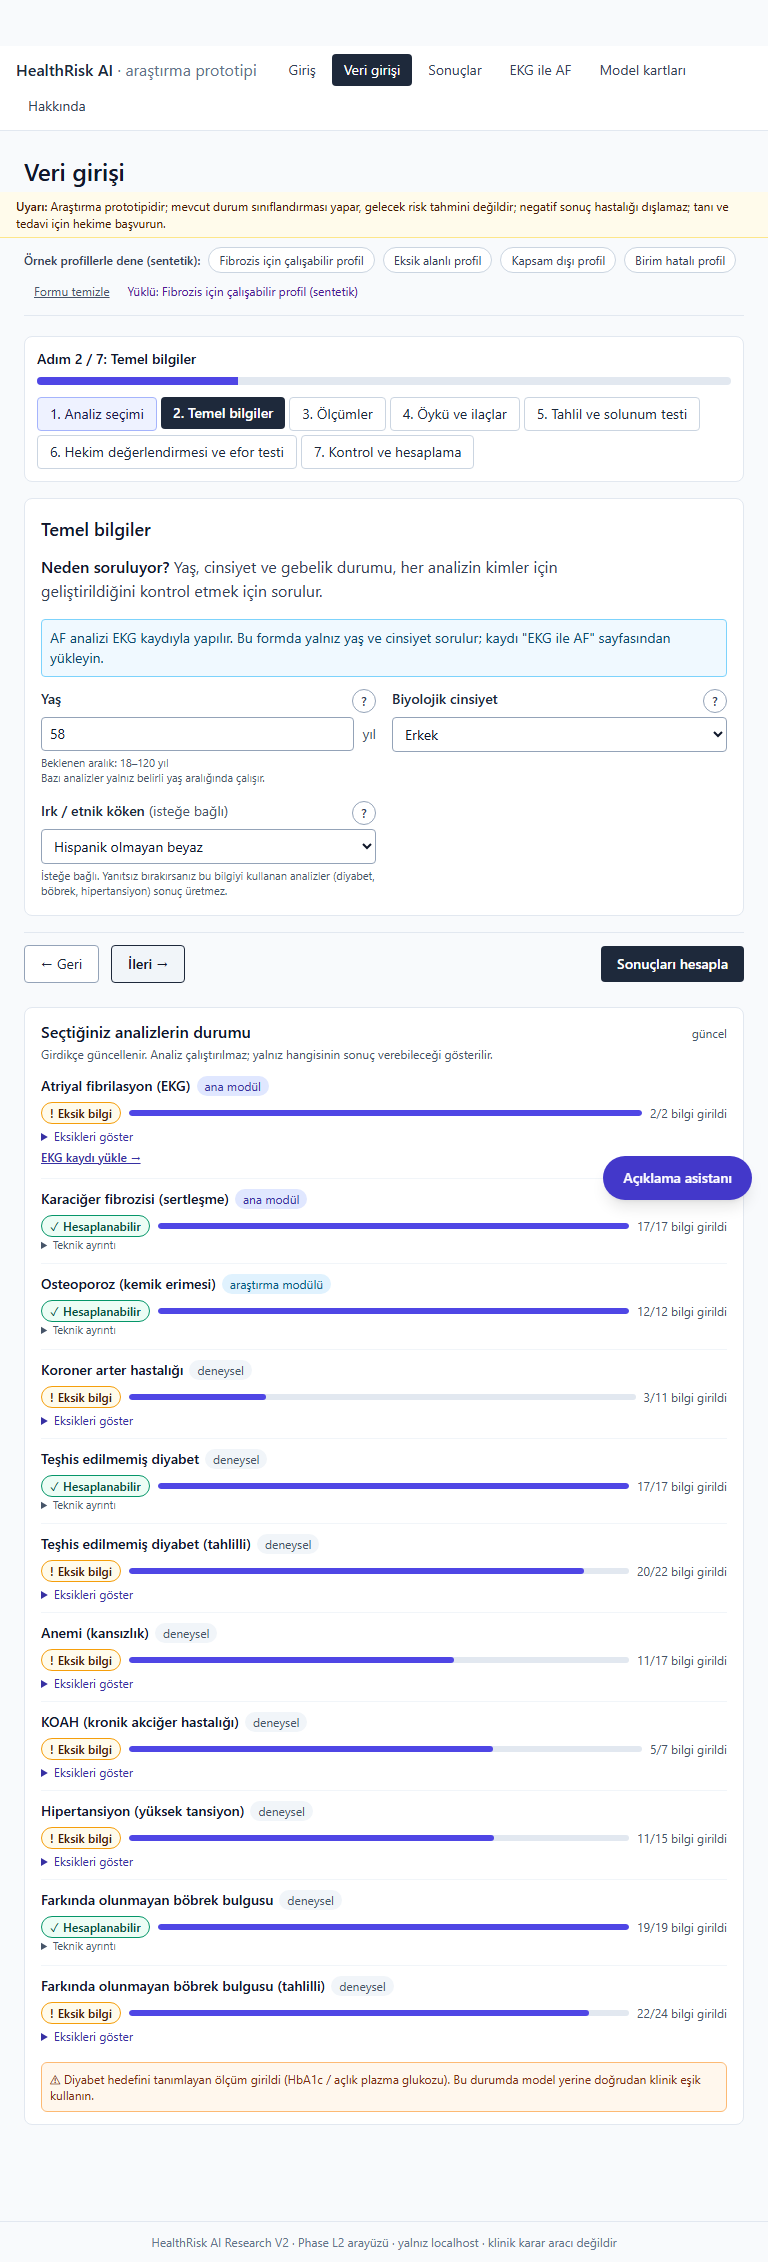 HealthRisk AI · araştırma prototipi Giriş Veri girişi Sonuçlar EKG ile AF Model kartları
Hakkında
Veri girişi
Uyarı: Araştırma prototipidir; mevcut durum sınıflandırması yapar, gelecek risk tahmini değildir; negatif sonuç hastalığı dışlamaz; tanı ve
tedavi için hekime başvurun.
Örnek profillerle dene (sentetik): Fibrozis için çalışabilir profil Eksik alanlı profil Kapsam dışı profil Birim hatalı profil
Formu temizle Yüklü: Fibrozis için çalışabilir profil (sentetik)
Adım 2 / 7: Temel bilgiler
1. Analiz seçimi 2. Temel bilgiler 3. Ölçümler 4. Öykü ve ilaçlar 5. Tahlil ve solunum testi
6. Hekim değerlendirmesi ve efor testi 7. Kontrol ve hesaplama
Temel bilgiler
Neden soruluyor? Yaş, cinsiyet ve gebelik durumu, her analizin kimler için
geliştirildiğini kontrol etmek için sorulur.
AF analizi EKG kaydıyla yapılır. Bu formda yalnız yaş ve cinsiyet sorulur; kaydı "EKG ile AF" sayfasından
yükleyin.
Yaş ? Biyolojik cinsiyet ?
58 yıl Erkek
Beklenen aralık: 18–120 yıl
Bazı analizler yalnız belirli yaş aralığında çalışır.
Irk / etnik köken (isteğe bağlı) ?
Hispanik olmayan beyaz
İsteğe bağlı. Yanıtsız bırakırsanız bu bilgiyi kullanan analizler (diyabet,
böbrek, hipertansiyon) sonuç üretmez.
← Geri İleri → Sonuçları hesapla
Seçtiğiniz analizlerin durumu güncel
Girdikçe güncellenir. Analiz çalıştırılmaz; yalnız hangisinin sonuç verebileceği gösterilir.
Atriyal fibrilasyon (EKG) ana modül
! Eksik bilgi 2/2 bilgi girildi
▶ Eksikleri göster
EKG kaydı yükle →
Açıklama asistanı
Karaciğer fibrozisi (sertleşme) ana modül
✓ Hesaplanabilir 17/17 bilgi girildi
▶ Teknik ayrıntı
Osteoporoz (kemik erimesi) araştırma modülü
✓ Hesaplanabilir 12/12 bilgi girildi
▶ Teknik ayrıntı
Koroner arter hastalığı deneysel
! Eksik bilgi 3/11 bilgi girildi
▶ Eksikleri göster
Teşhis edilmemiş diyabet deneysel
✓ Hesaplanabilir 17/17 bilgi girildi
▶ Teknik ayrıntı
Teşhis edilmemiş diyabet (tahlilli) deneysel
! Eksik bilgi 20/22 bilgi girildi
▶ Eksikleri göster
Anemi (kansızlık) deneysel
! Eksik bilgi 11/17 bilgi girildi
▶ Eksikleri göster
KOAH (kronik akciğer hastalığı) deneysel
! Eksik bilgi 5/7 bilgi girildi
▶ Eksikleri göster
Hipertansiyon (yüksek tansiyon) deneysel
! Eksik bilgi 11/15 bilgi girildi
▶ Eksikleri göster
Farkında olunmayan böbrek bulgusu deneysel
✓ Hesaplanabilir 19/19 bilgi girildi
▶ Teknik ayrıntı
Farkında olunmayan böbrek bulgusu (tahlilli) deneysel
! Eksik bilgi 22/24 bilgi girildi
▶ Eksikleri göster
⚠ Diyabet hedefini tanımlayan ölçüm girildi (HbA1c / açlık plazma glukozu). Bu durumda model yerine doğrudan klinik eşik
kullanın.
HealthRisk AI Research V2 · Phase L2 arayüzü · yalnız localhost · klinik karar aracı değildir